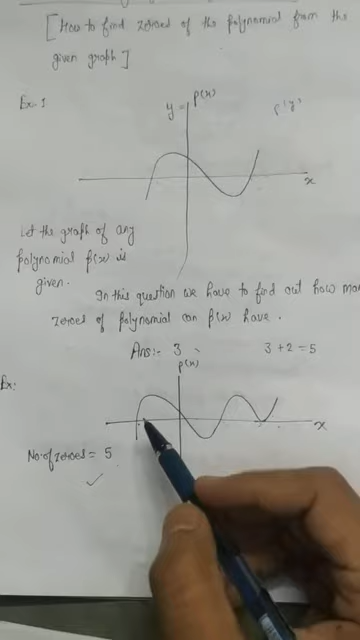 [How to find zeroes of the polynomial from the
given graph]
Ex-1
y = p(x)
x
Let the graph of any
polynomial p(x) is
given.
In this question we have to find out how man
zeroes of polynomial can p(x) have.
Ans:- 3
3 + 2 = 5
p(x)
Ex:
x
No. of zeroes = 5